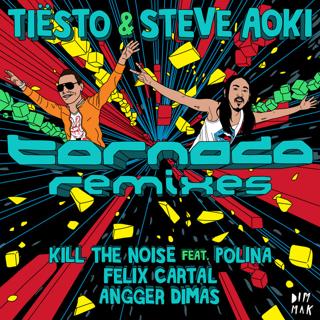 TIËSTO & STEVE AOKI
tornado
remixes
KILL THE NOISE FEAT. POLINA
FELIX CARTAL
ANGGER DIMAS
DIM
MAK